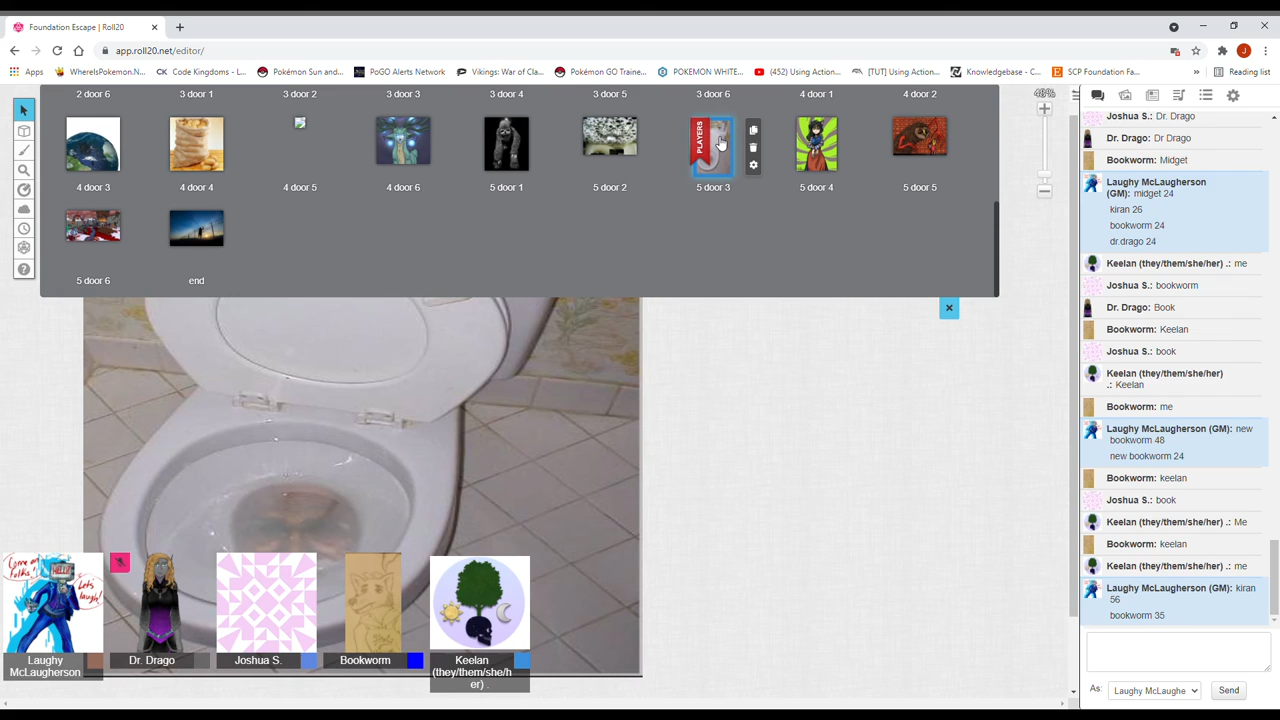 Foundation Escape | Roll20
app.roll20.net/editor/
Apps
WhereIsPokemon.N...
Code Kingdoms - L...
Pokémon Sun and...
PoGO Alerts Network
Vikings: War of Cla...
Pokémon GO Traine...
POKEMON WHITE...
(452) Using Action...
[TUT] Using Action...
Knowledgebase - C...
SCP Foundation Fa...
»
Reading list
2 door 6
3 door 1
3 door 2
3 door 3
3 door 4
3 door 5
3 door 6
4 door 1
4 door 2
PLAYERS
4 door 3
4 door 4
4 door 5
4 door 6
5 door 1
5 door 2
5 door 3
5 door 4
5 door 5
5 door 6
end
48%
Joshua S.: Dr. Drago
Dr. Drago: Dr Drago
Bookworm: Midget
Laughy McLaugherson
(GM): midget 24
kiran 26
bookworm 24
dr.drago 24
Keelan (they/them/she/her) .: me
Joshua S.: bookworm
Dr. Drago: Book
Bookworm: Keelan
Joshua S.: book
Keelan (they/them/she/her)
.: Keelan
Bookworm: me
Laughy McLaugherson (GM): new
bookworm 48
new bookworm 24
Bookworm: keelan
Joshua S.: book
Keelan (they/them/she/her) .: Me
Bookworm: keelan
Keelan (they/them/she/her) .: me
Laughy McLaugherson (GM): kiran
56
bookworm 35
As:
Laughy McLaughe
Send
Come on
folks!
HELLO
Let's
laugh!
Laughy
McLaugherson
Dr. Drago
Joshua S.
Bookworm
Keelan
(they/them/she/h
er) .